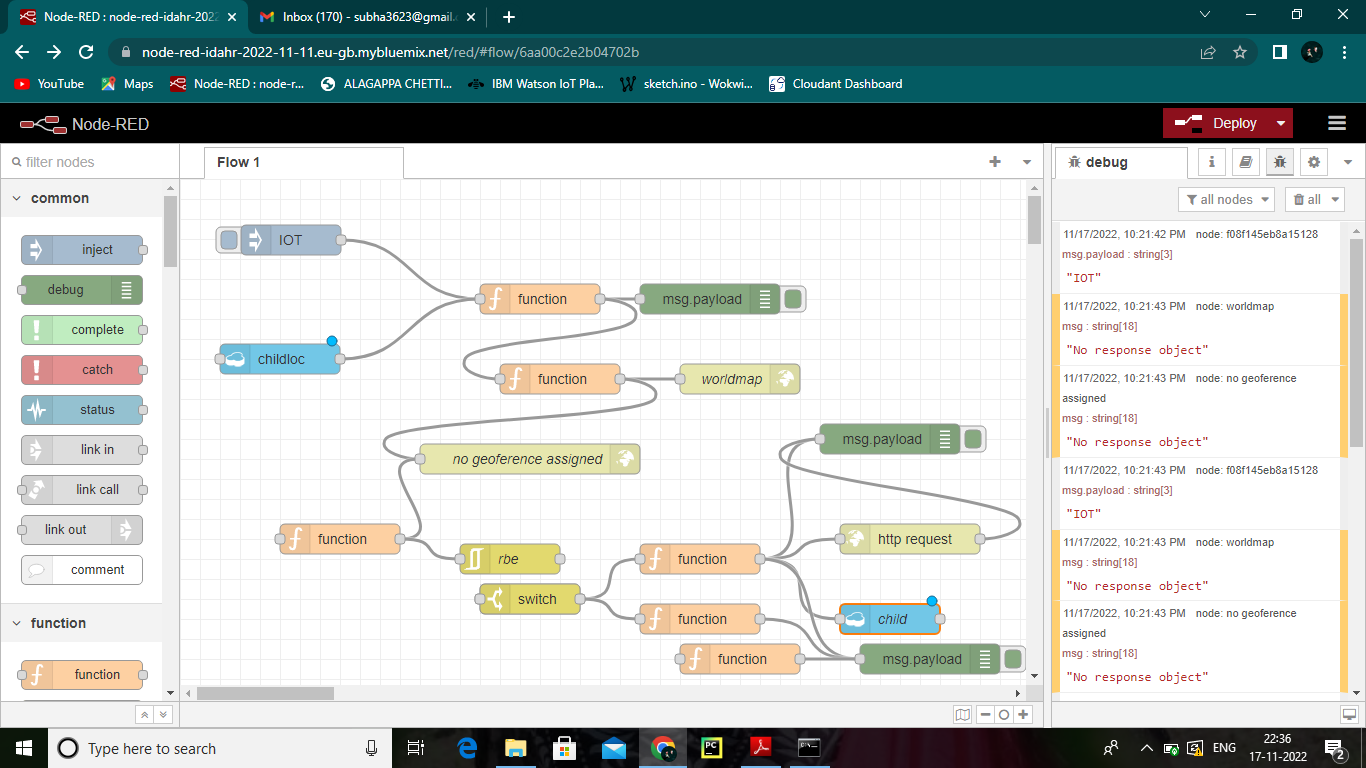 Node-RED : node-red-idahr-2022
Inbox (170) - subha3623@gmail.c
node-red-idahr-2022-11-11.eu-gb.mybluemix.net/red/#flow/6aa00c2e2b04702b
YouTube
Maps
Node-RED : node-r...
ALAGAPPA CHETTI...
IBM Watson IoT Pla...
sketch.ino - Wokwi...
Cloudant Dashboard
Node-RED
Deploy
filter nodes
Flow 1
debug
common
all nodes
all
inject
debug
complete
catch
status
link in
link call
link out
comment
function
function
IOT
function
msg.payload
childloc
function
worldmap
msg.payload
no geoference assigned
function
http request
rbe
function
switch
function
child
function
msg.payload
11/17/2022, 10:21:42 PM node: f08f145eb8a15128
msg.payload : string[3]
"IOT"
11/17/2022, 10:21:43 PM node: worldmap
msg : string[18]
"No response object"
11/17/2022, 10:21:43 PM node: no geoference
assigned
msg : string[18]
"No response object"
11/17/2022, 10:21:43 PM node: f08f145eb8a15128
msg.payload : string[3]
"IOT"
11/17/2022, 10:21:43 PM node: worldmap
msg : string[18]
"No response object"
11/17/2022, 10:21:43 PM node: no geoference
assigned
msg : string[18]
"No response object"
Type here to search
PC
ENG
22:36
17-11-2022
2